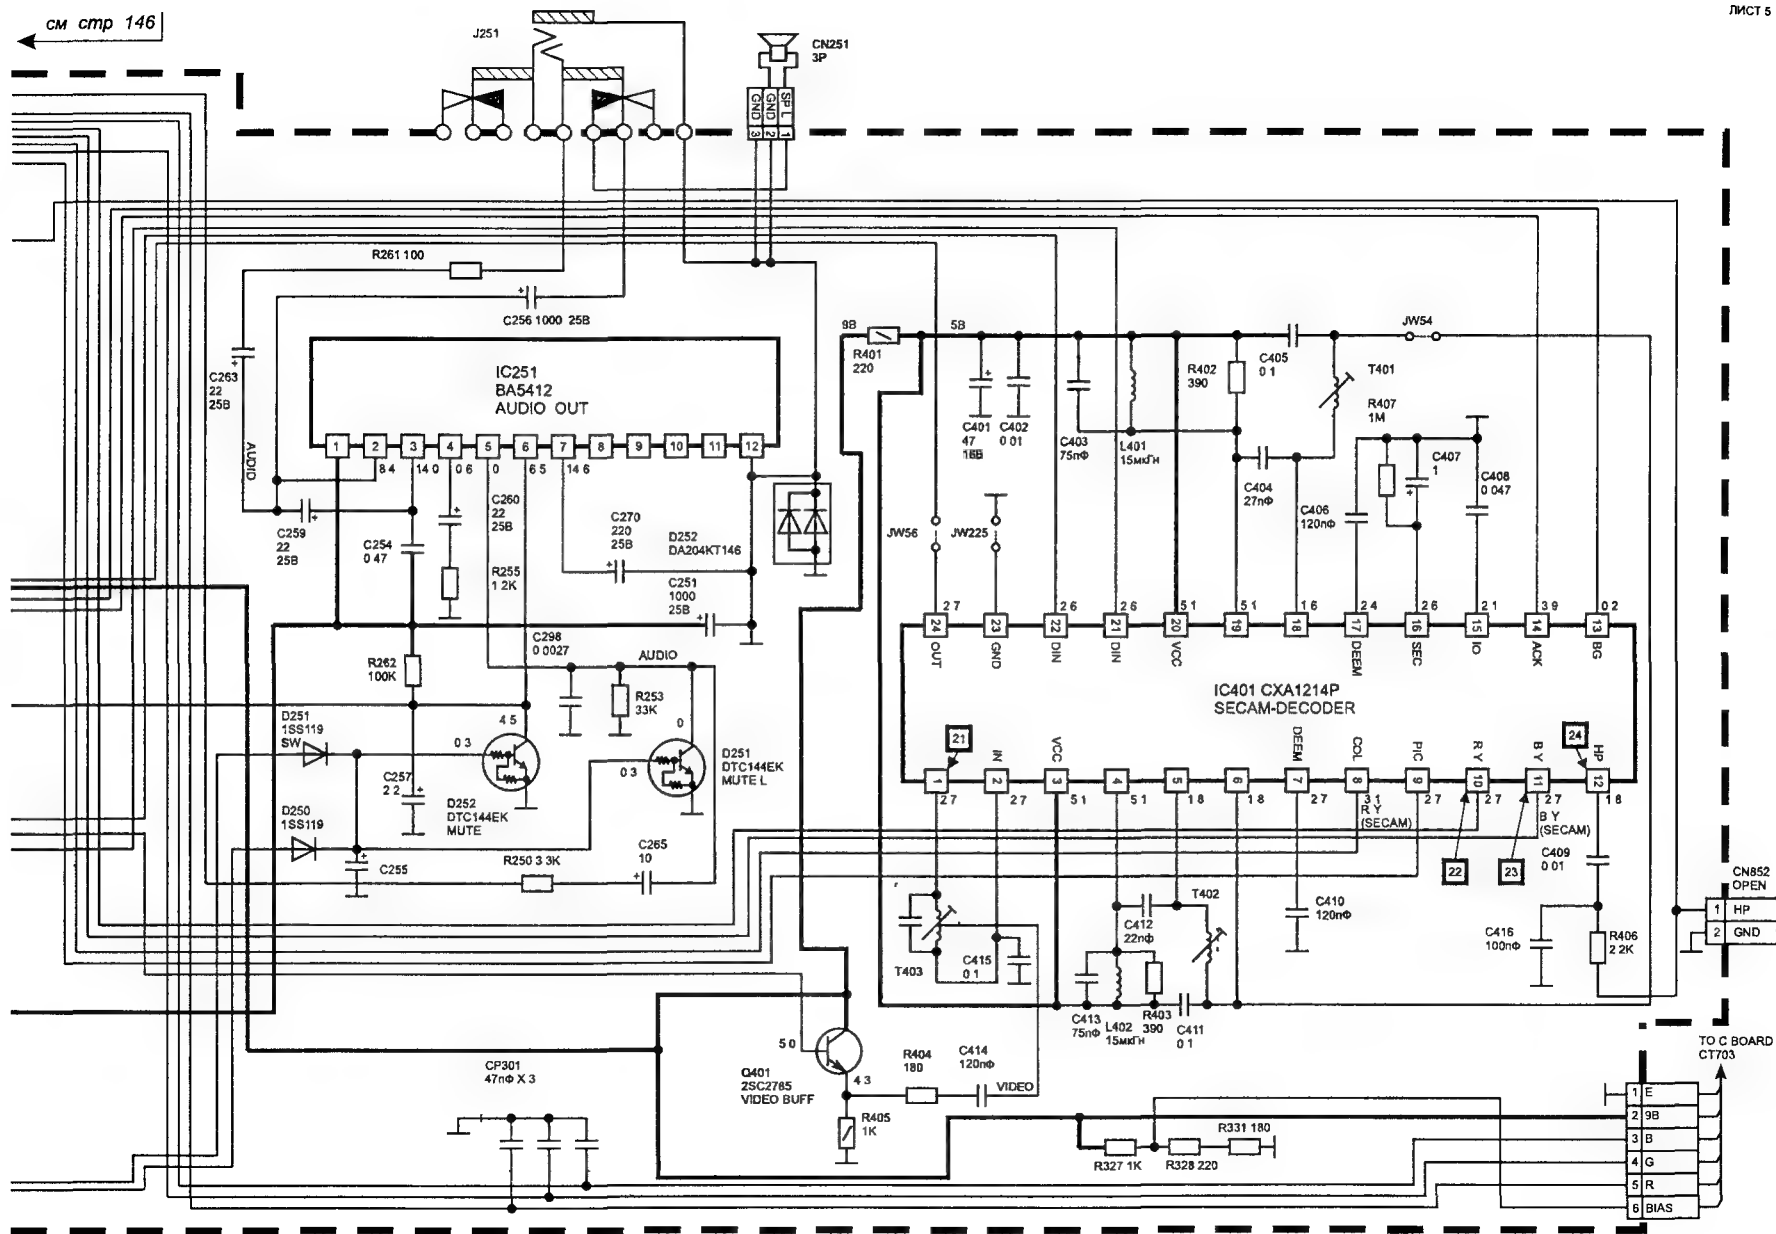 см стр 146
ЛИСТ 5
J251
CN251
3P
GND
GND
SP L
3
2
1
R261 100
C256 1000 25В
9В
5В
JW54
R401
220
C263
22
25В
IC251
BA5412
AUDIO OUT
C401
47
16В
C402
0 01
C403
75пФ
L401
15мкГн
R402
390
C405
0 1
T401
R407
1M
C404
27пФ
C406
120пФ
C407
1
C408
0 047
AUDIO
1 2 3 4 5 6 7 8 9 10 11 12
8 4
14 0
0 6
0
6 5
14 6
C259
22
25В
C254
0 47
C260
22
25В
R255
1 2K
C270
220
25В
D252
DA204KT146
C251
1000
25В
JW56
JW225
2 7
2 6
2 6
5 1
5 1
1 6
2 4
2 6
2 1
3 9
0 2
24 23 22 21 20 19 18 17 16 15 14 13
OUT
GND
DIN
DIN
VCC
DEEM
SEC
IO
ACK
BG
IC401 CXA1214P
SECAM-DECODER
C298
0 0027
AUDIO
R262
100K
R253
33K
D251
1SS119
SW
4 5
0 3
0
0 3
D251
DTC144EK
MUTE L
C257
2 2
D252
DTC144EK
MUTE
D250
1SS119
R250 3 3K
C265
10
C255
21
24
IN
VCC
DEEM
COL
PIC
R Y
B Y
HP
1 2 3 4 5 6 7 8 9 10 11 12
2 7
2 7
5 1
5 1
1 8
1 8
2 7
3 1
2 7
2 7
2 7
1 8
R Y
(SECAM)
B Y
(SECAM)
22
23
C409
0 01
CN852
OPEN
1 HP
2 GND
T402
C412
22пФ
C410
120пФ
C416
100пФ
R406
2 2K
T403
C415
0 1
C413
75пФ
L402
15мкГн
R403
390
C411
0 1
TO C BOARD
CT703
CP301
47пФ X 3
5 0
4 3
Q401
2SC2785
VIDEO BUFF
R404
180
C414
120пФ
VIDEO
R405
1K
R327 1K
R328 220
R331 180
1 E
2 9В
3 B
4 G
5 R
6 BIAS